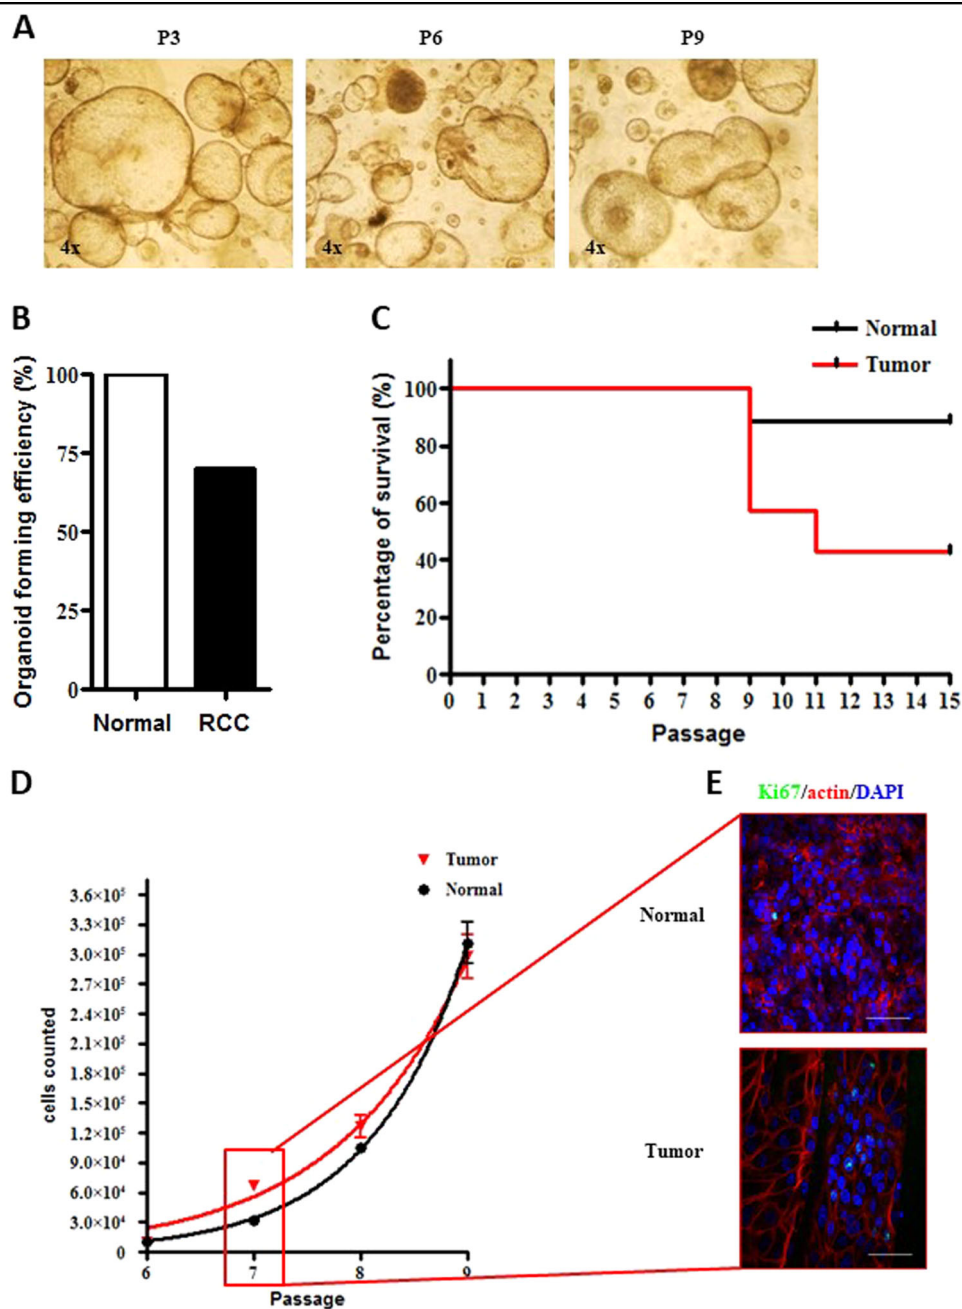 A
P3 P6 P9
4x 4x 4x
B
Organoid forming efficiency (%)
100
75
50
25
0
Normal RCC
C
Normal
Tumor
Percentage of survival (%)
100
80
60
40
20
0
0 1 2 3 4 5 6 7 8 9 10 11 12 13 14 15
Passage
D
Tumor
Normal
cells counted
3.6×10⁵
3.3×10⁵
3.0×10⁵
2.7×10⁵
2.4×10⁵
2.1×10⁵
1.8×10⁵
1.5×10⁵
1.2×10⁵
9.0×10⁴
6.0×10⁴
3.0×10⁴
0
6 7 8 9
Passage
E
Ki67/actin/DAPI
Normal
Tumor